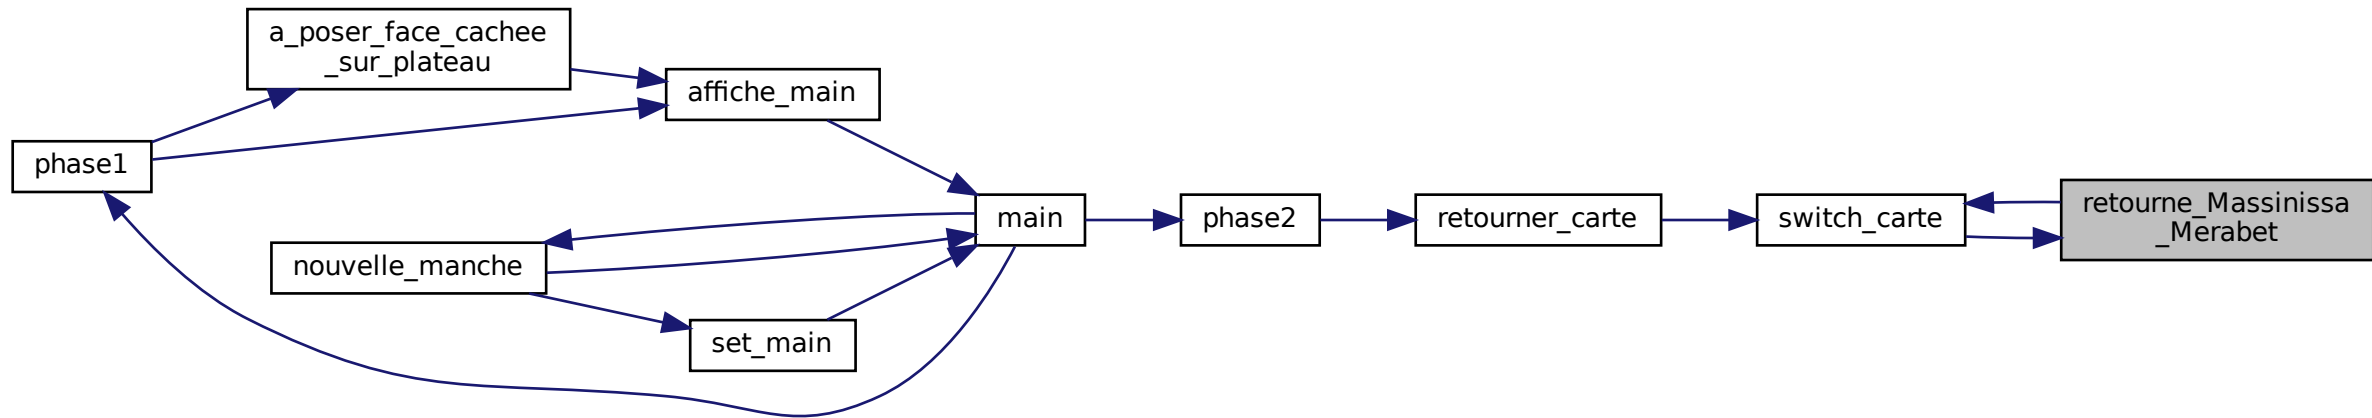 a_poser_face_cachee
_sur_plateau
affiche_main
phase1
main
phase2
retourner_carte
switch_carte
retourne_Massinissa
_Merabet
nouvelle_manche
set_main